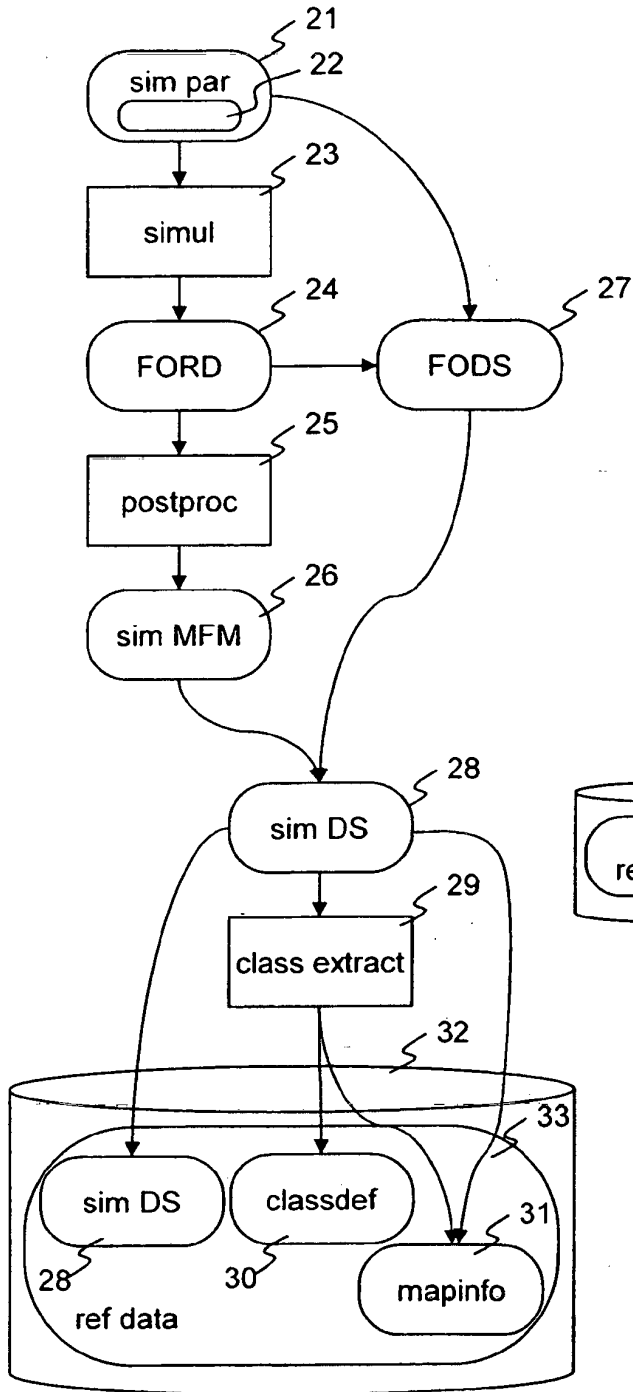 21
sim par
22
23
simul
24
27
FORD
FODS
25
postproc
26
sim MFM
28
sim DS
re
29
class extract
32
33
sim DS
classdef
31
28
30
mapinfo
ref data